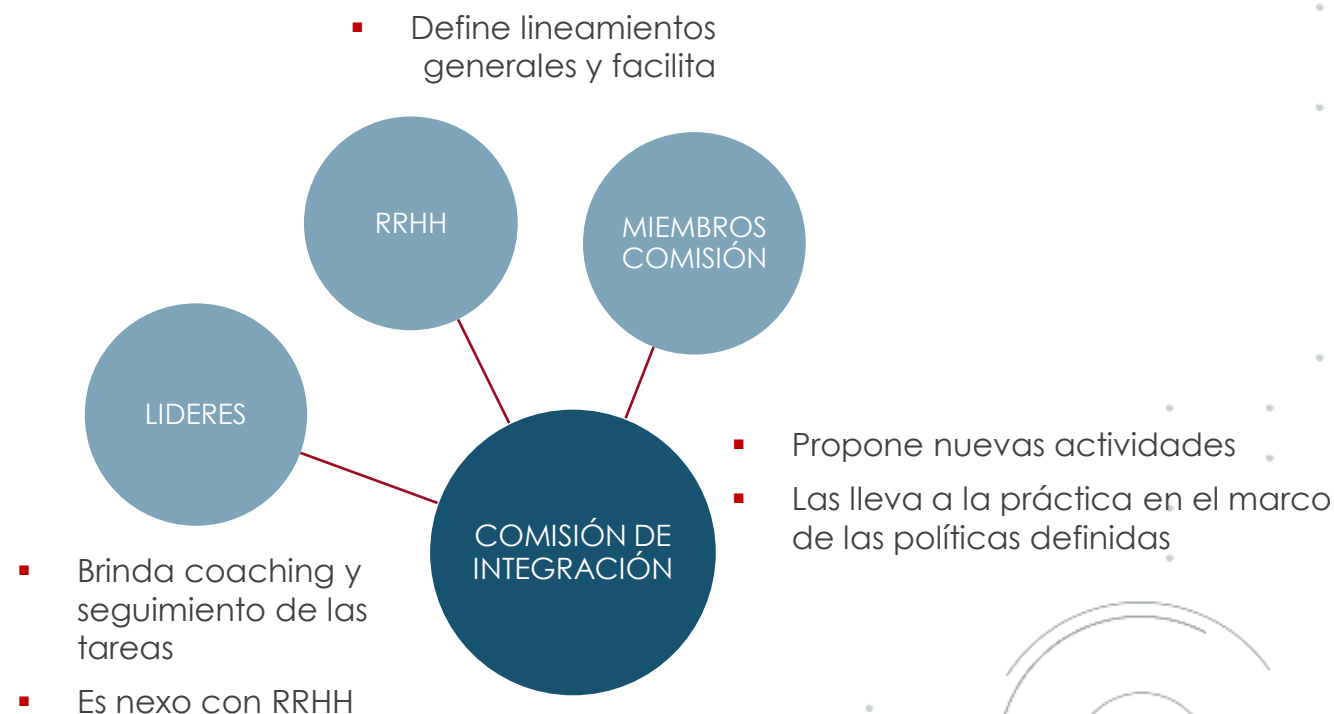 ▪ Define lineamientos
generales y facilita
RRHH
MIEMBROS
COMISIÓN
LIDERES
▪ Propone nuevas actividades
▪ Las lleva a la práctica en el marco
de las políticas definidas
COMISIÓN DE
INTEGRACIÓN
▪ Brinda coaching y
seguimiento de las
tareas
▪ Es nexo con RRHH